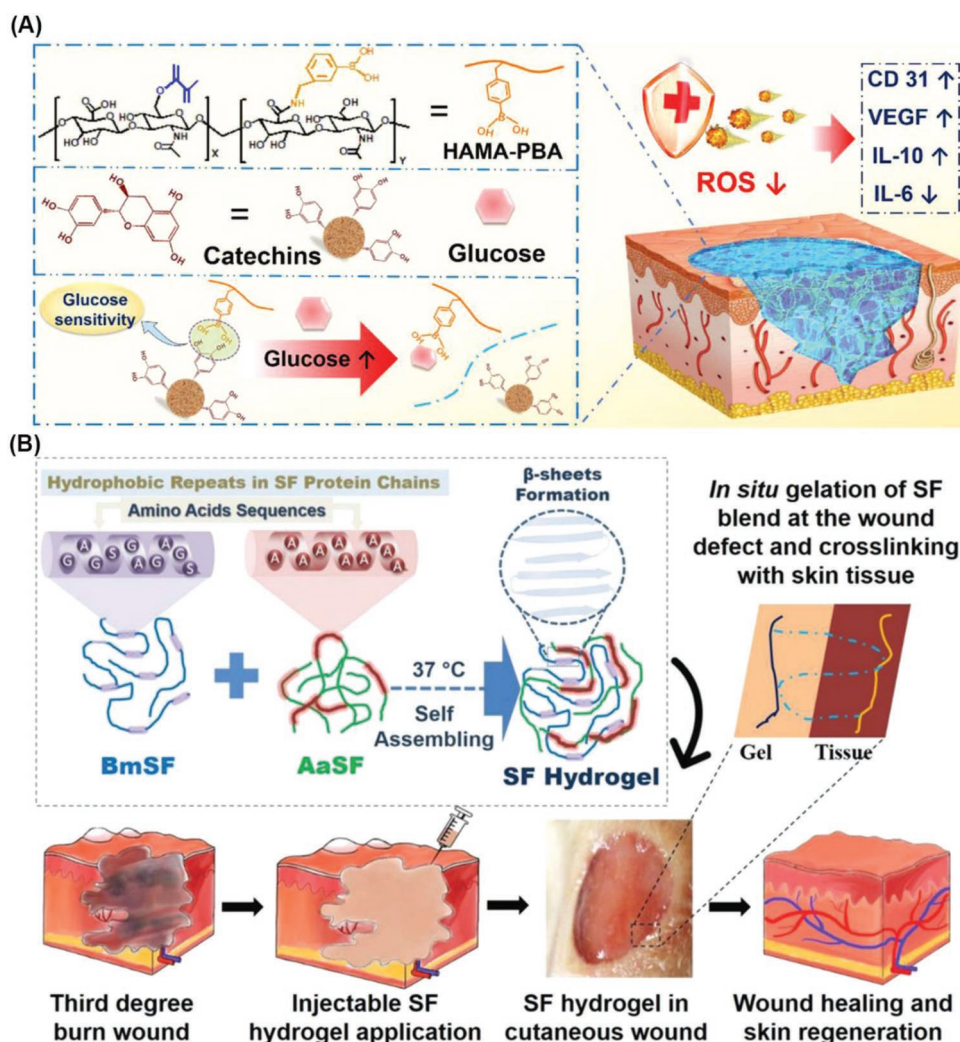 (A)
HAMA-PBA
Catechins
Glucose
Glucose
sensitivity
Glucose ↑
ROS ↓
CD 31 ↑
VEGF ↑
IL-10 ↑
IL-6 ↓
(B)
Hydrophobic Repeats in SF Protein Chains
Amino Acids Sequences
G A G S G A A G G S
A A A A A A A A A A
BmSF
AaSF
37 °C
Self
Assembling
β-sheets
Formation
SF Hydrogel
In situ gelation of SF
blend at the wound
defect and crosslinking
with skin tissue
Gel
Tissue
Third degree
burn wound
Injectable SF
hydrogel application
SF hydrogel in
cutaneous wound
Wound healing and
skin regeneration